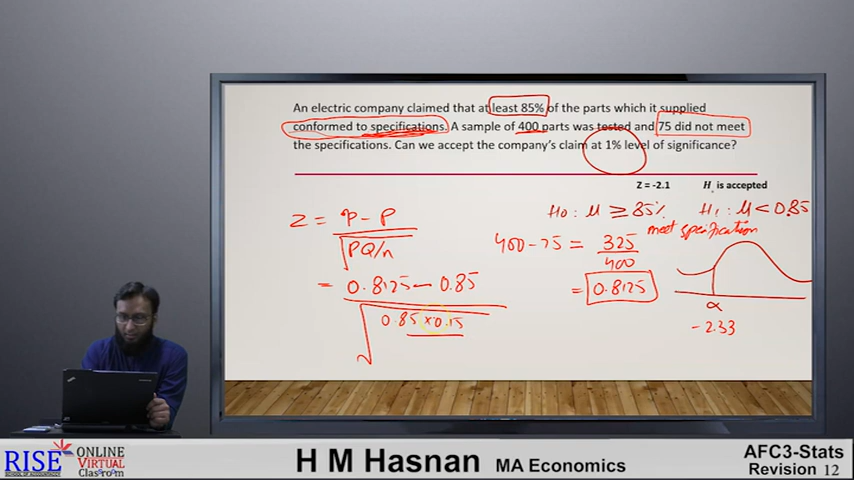 An electric company claimed that at least 85% of the parts which it supplied
conformed to specifications. A sample of 400 parts was tested and 75 did not meet
the specifications. Can we accept the company's claim at 1% level of significance?
Z = -2.1 H. is accepted
Z = p - P
√PQ/n
= 0.8125 - 0.85
√0.85 × 0.15
H0 : μ ≥ 85% H1 : μ < 0.85
meet specification
400 - 75 = 325
400
= 0.8125
α
-2.33
RISE
SCHOOL OF ACCOUNTANCY
ONLINE
VIRTUAL
Classroom
H M Hasnan MA Economics
AFC3-Stats
Revision 12